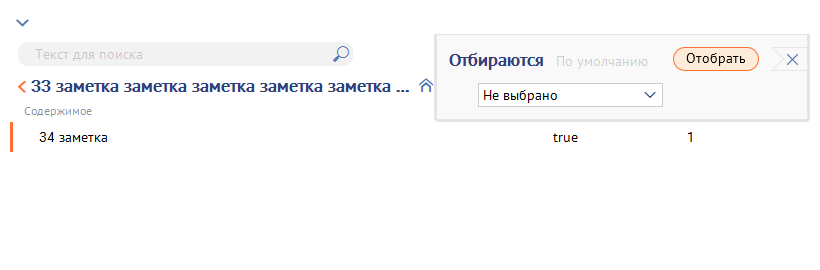 Текст для поиска
Отбираются По умолчанию Отобрать
33 заметка заметка заметка заметка заметка ...
Не выбрано
Содержимое
34 заметка true 1